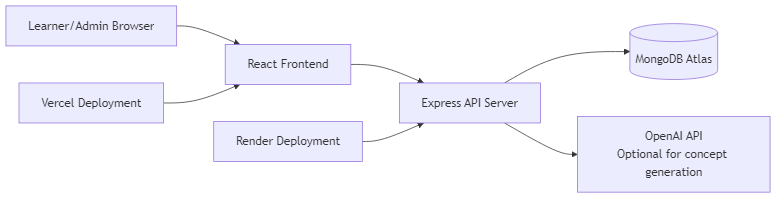 Learner/Admin Browser
React Frontend
MongoDB Atlas
Vercel Deployment
Express API Server
Render Deployment
OpenAI API
Optional for concept
generation